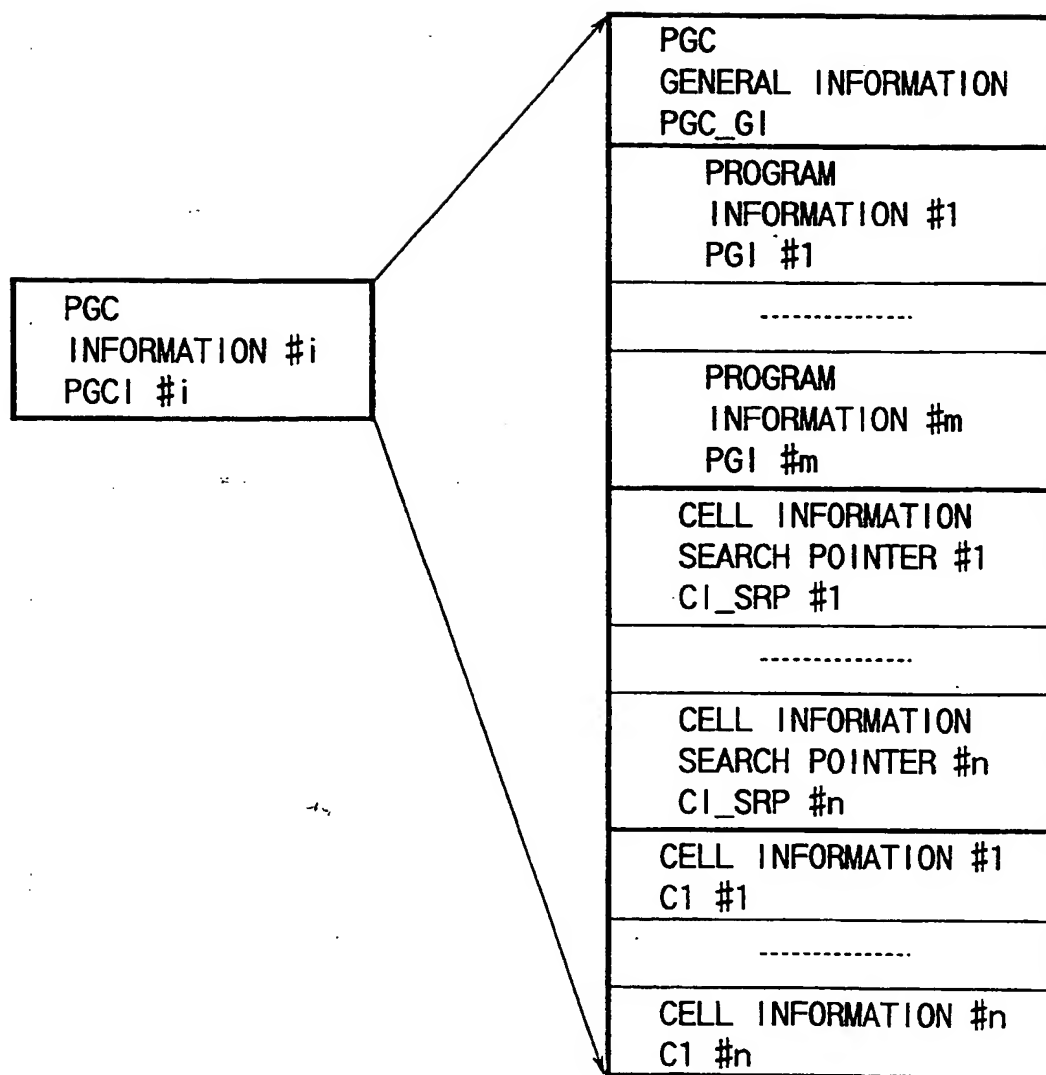 PGC
INFORMATION #i
PGCI #i
PGC
GENERAL INFORMATION
PGC_GI
PROGRAM
INFORMATION #1
PGI #1
---------------
PROGRAM
INFORMATION #m
PGI #m
CELL INFORMATION
SEARCH POINTER #1
CI_SRP #1
---------------
CELL INFORMATION
SEARCH POINTER #n
CI_SRP #n
CELL INFORMATION #1
C1 #1
---------------
CELL INFORMATION #n
C1 #n